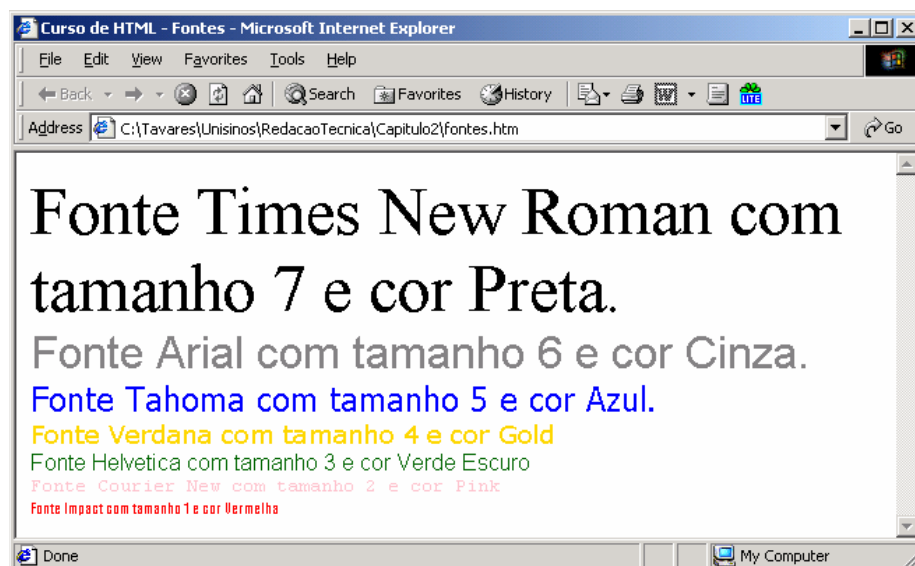 Curso de HTML - Fontes - Microsoft Internet Explorer
File Edit View Favorites Tools Help
Back Search Favorites History LITE
Address C:\Tavares\Unisinos\RedacaoTecnica\Capitulo2\fontes.htm Go
Fonte Times New Roman com
tamanho 7 e cor Preta.
Fonte Arial com tamanho 6 e cor Cinza.
Fonte Tahoma com tamanho 5 e cor Azul.
Fonte Verdana com tamanho 4 e cor Gold
Fonte Helvetica com tamanho 3 e cor Verde Escuro
Fonte Courier New com tamanho 2 e cor Pink
Fonte Impact com tamanho 1 e cor Vermelha
Done My Computer